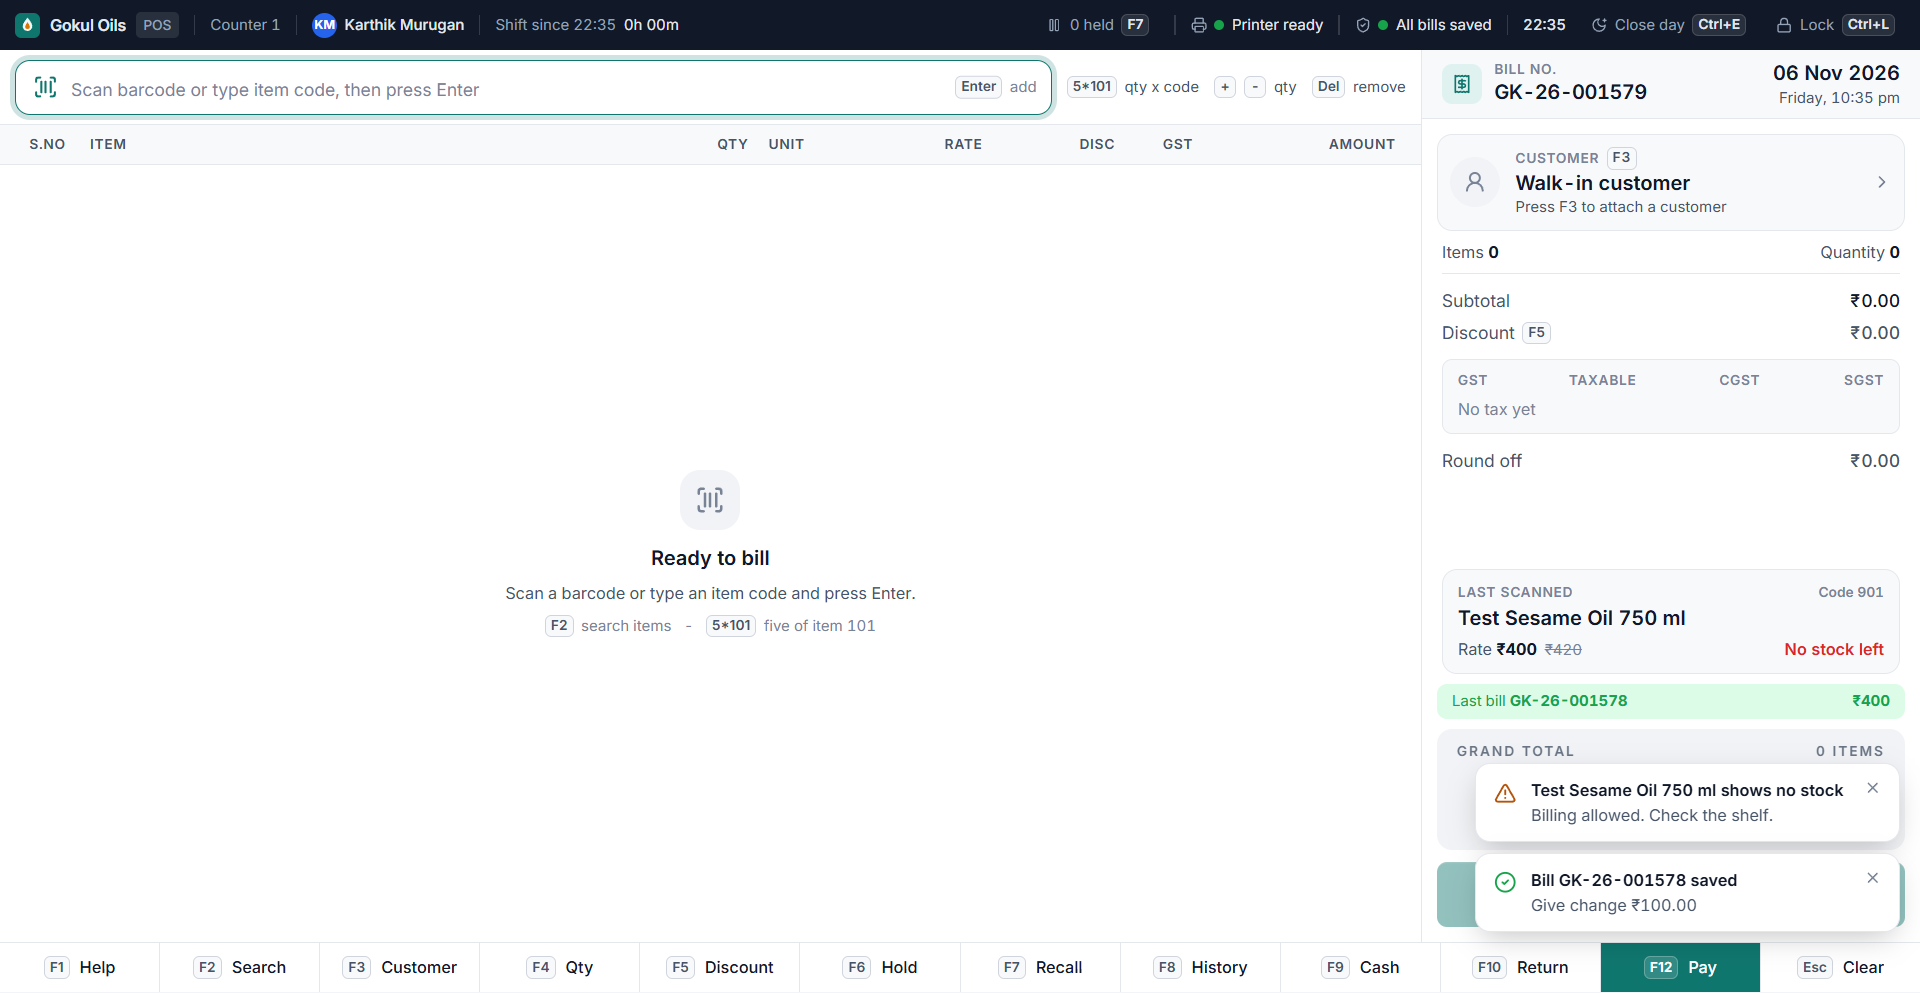 Gokul Oils POS Counter 1 KM Karthik Murugan Shift since 22:35 0h 00m 0 held F7 Printer ready All bills saved 22:35 Close day Ctrl+E Lock Ctrl+L
Scan barcode or type item code, then press Enter Enter add 5*101 qty x code + - qty Del remove
S.NO ITEM QTY UNIT RATE DISC GST AMOUNT
Ready to bill
Scan a barcode or type an item code and press Enter.
F2 search items - 5*101 five of item 101
BILL NO.
GK-26-001579
06 Nov 2026
Friday, 10:35 pm
CUSTOMER F3
Walk-in customer
Press F3 to attach a customer
Items 0 Quantity 0
Subtotal ₹0.00
Discount F5 ₹0.00
GST TAXABLE CGST SGST
No tax yet
Round off ₹0.00
LAST SCANNED Code 901
Test Sesame Oil 750 ml
Rate ₹400 ₹420 No stock left
Last bill GK-26-001578 ₹400
GRAND TOTAL 0 ITEMS
Test Sesame Oil 750 ml shows no stock
Billing allowed. Check the shelf.
Bill GK-26-001578 saved
Give change ₹100.00
F1 Help F2 Search F3 Customer F4 Qty F5 Discount F6 Hold F7 Recall F8 History F9 Cash F10 Return F12 Pay Esc Clear